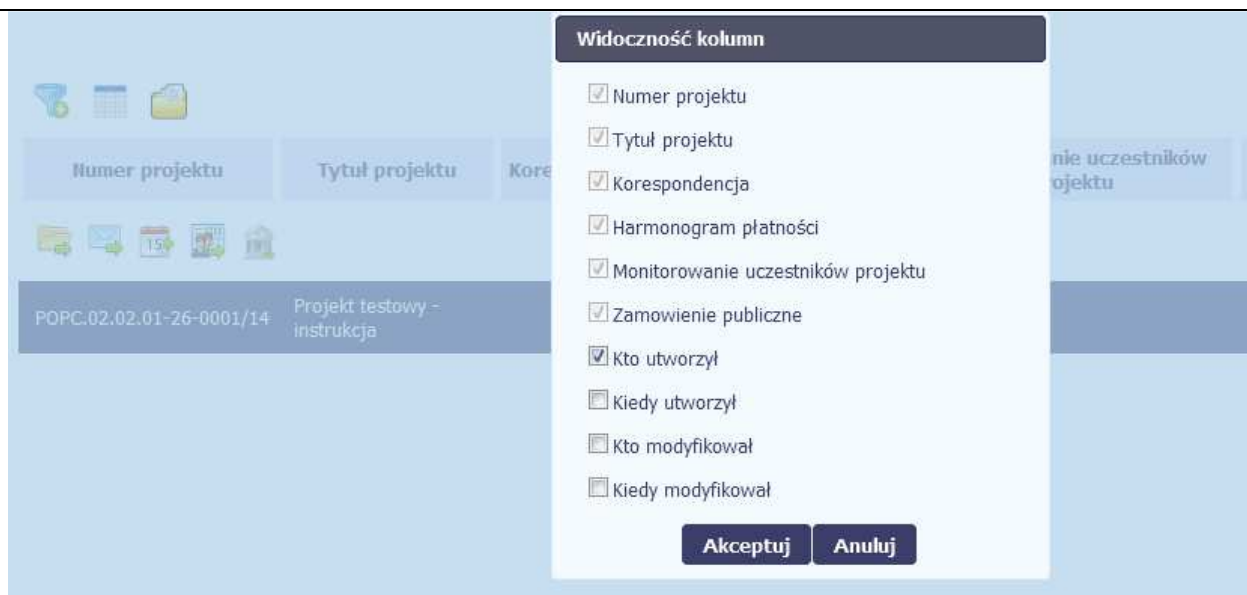 Widoczność kolumn
Numer projektu
Tytuł projektu
Korespondencja
Harmonogram płatności
Monitorowanie uczestników projektu
Zamowienie publiczne
Kto utworzył
Kiedy utworzył
Kto modyfikował
Kiedy modyfikował
Akceptuj Anuluj
Numer projektu Tytuł projektu Kore nie uczestników
ojektu
15
POPC.02.02.01-26-0001/14 Projekt testowy -
instrukcja